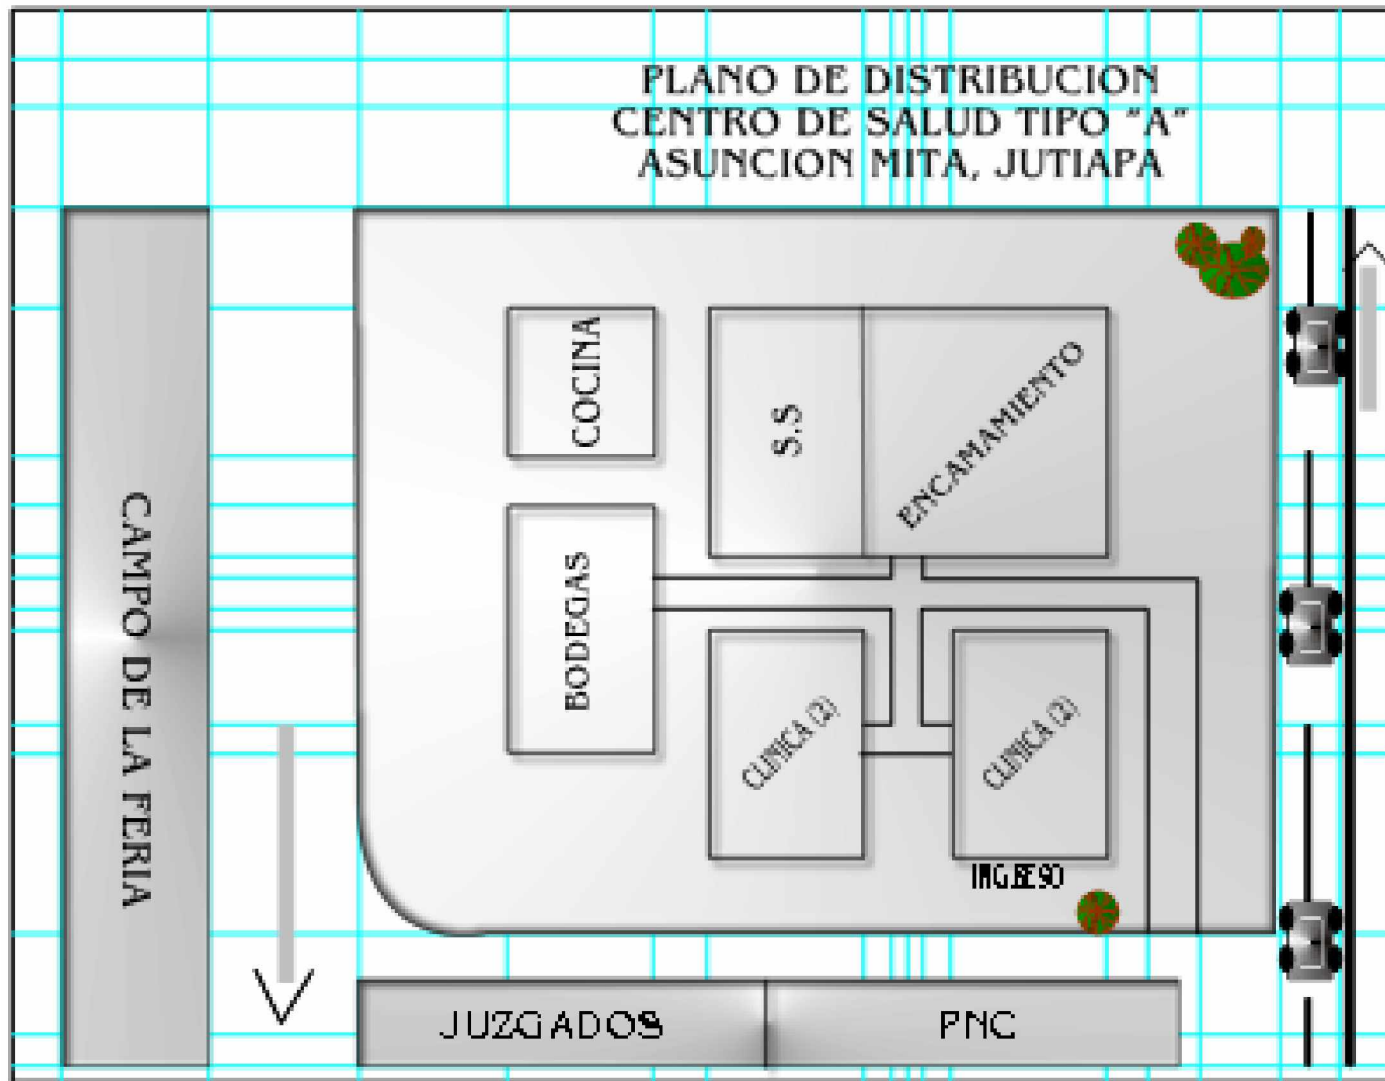 PLANO DE DISTRIBUCION
CENTRO DE SALUD TIPO "A"
ASUNCION MITA, JUTIAPA
COCINA
S.S
ENCAMAMIENTO
CAMPO DE LA FERIA
BODEGAS
CLINICA (2)
CLINICA (2)
INGRESO
JUZGADOS
PNC